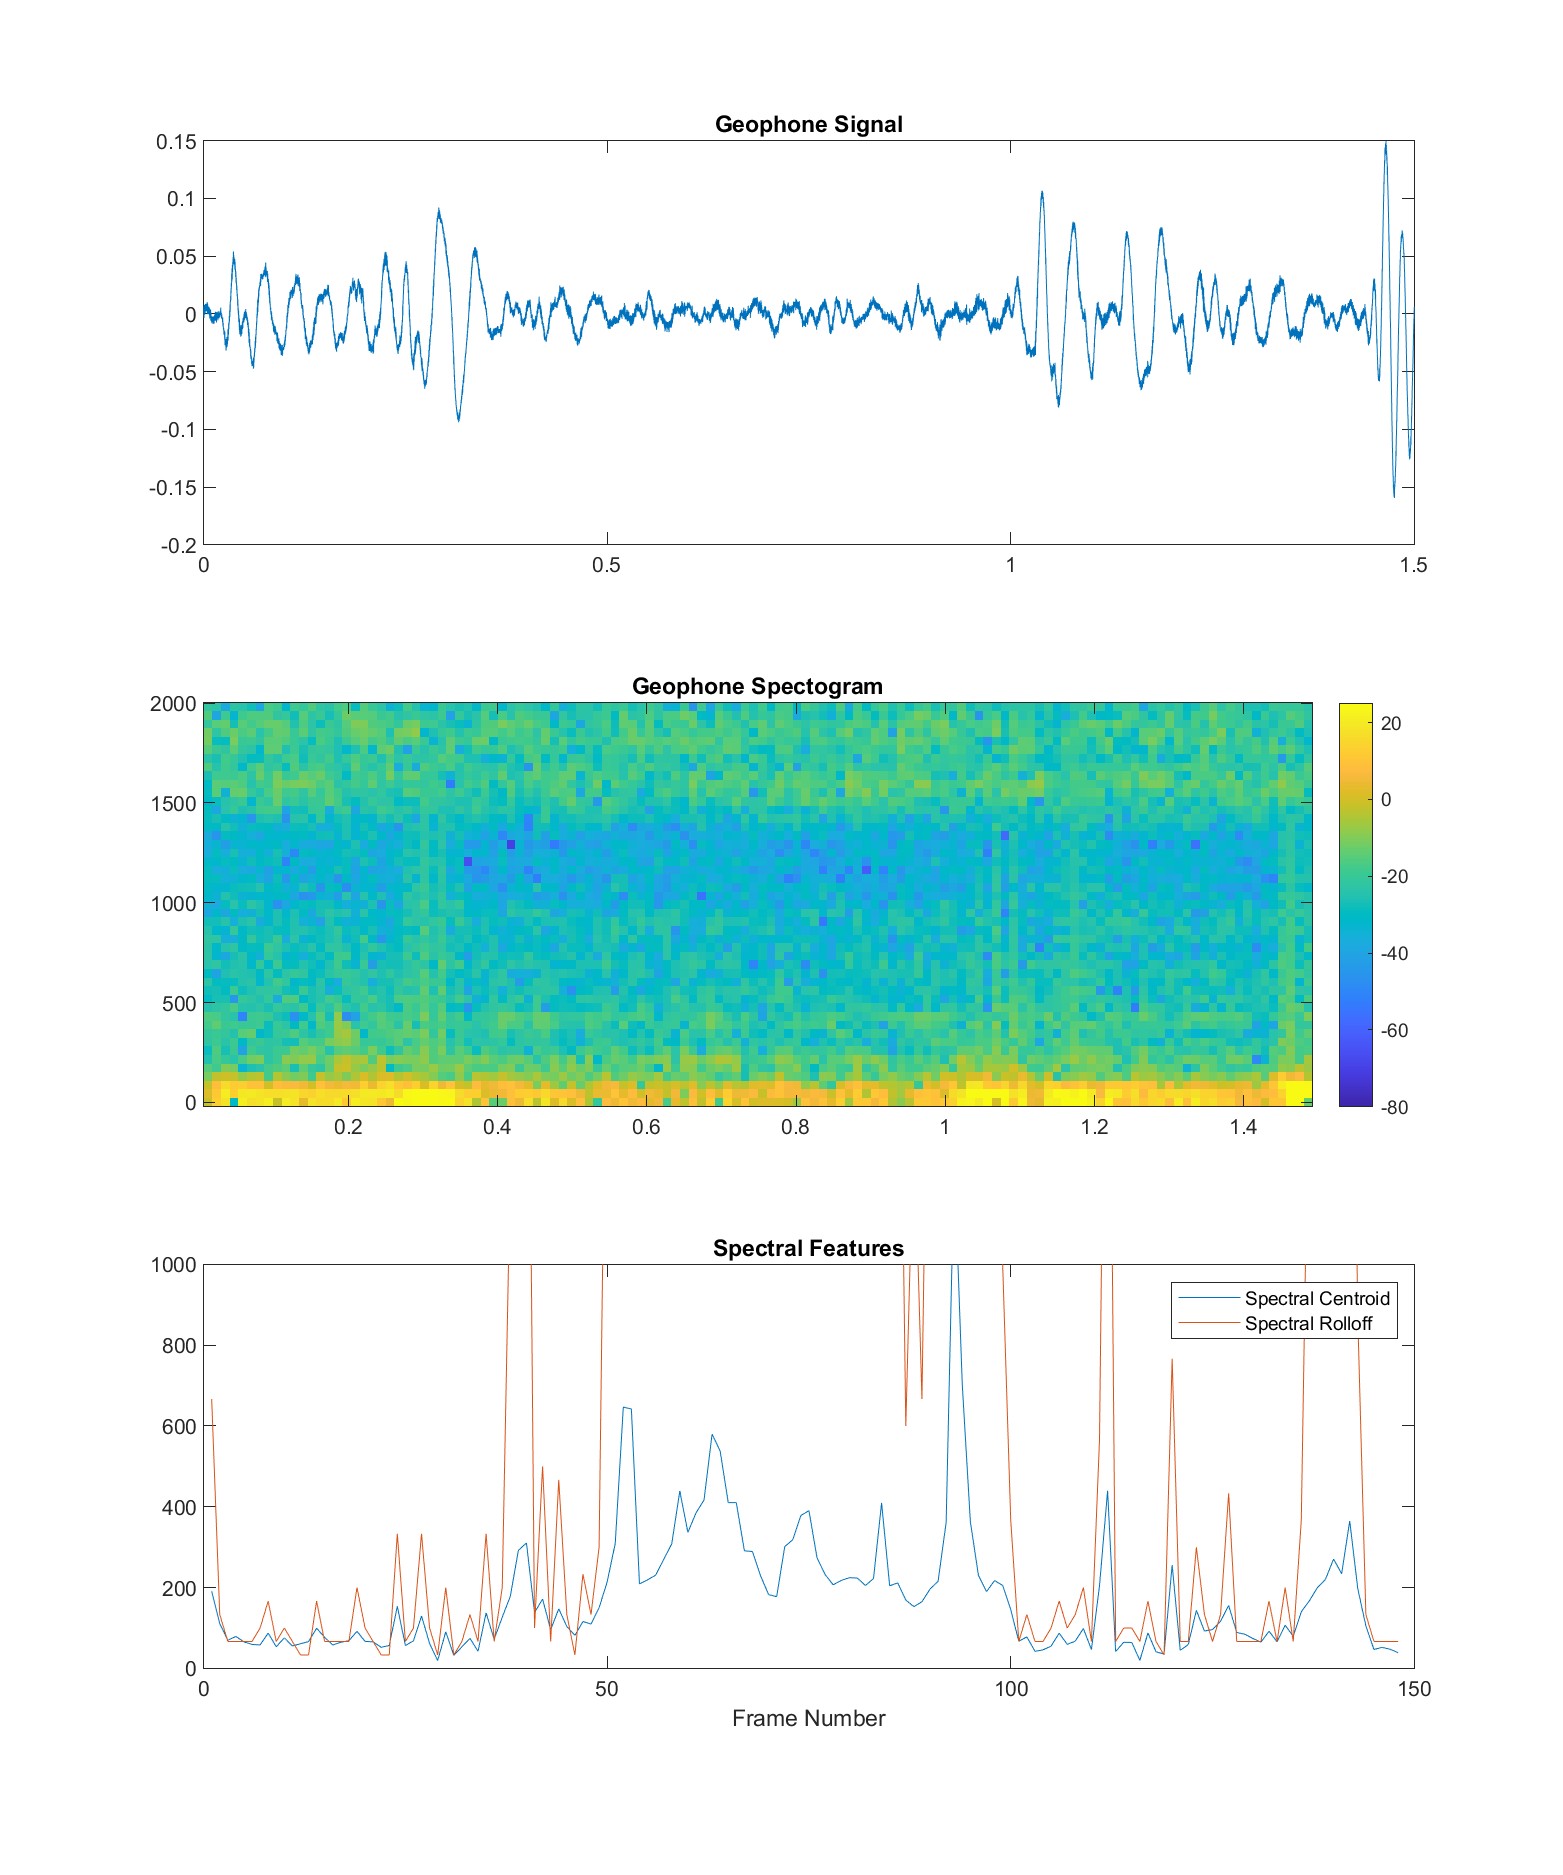 Geophone Signal
0.15
0.1
0.05
0
-0.05
-0.1
-0.15
-0.2
0 0.5 1 1.5
Geophone Spectogram
2000
1500
1000
500
0
0.2 0.4 0.6 0.8 1 1.2 1.4
20
0
-20
-40
-60
-80
Spectral Features
1000
800
600
400
200
0
Spectral Centroid
Spectral Rolloff
0 50 100 150
Frame Number